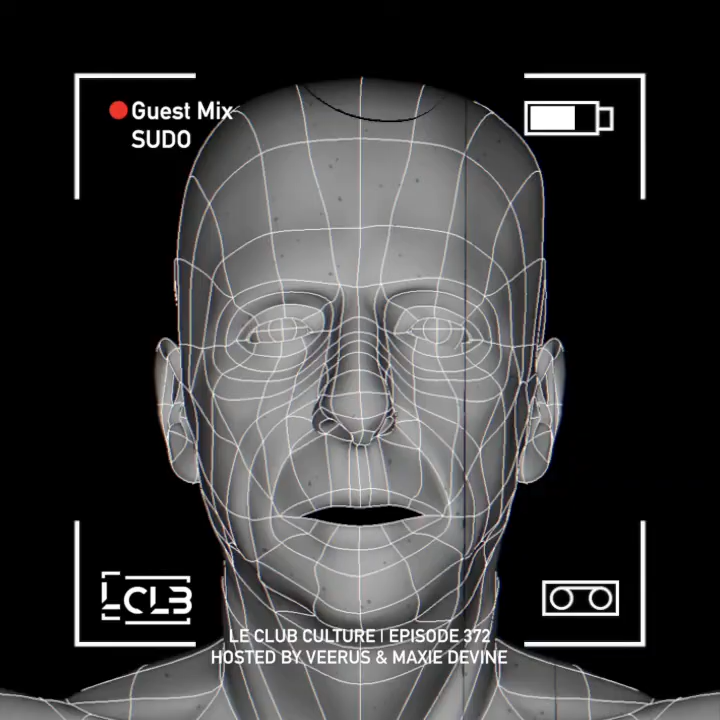 Guest Mix
SUDO
LCLB
LE CLUB CULTURE | EPISODE 372
HOSTED BY VEERUS & MAXIE DEVINE